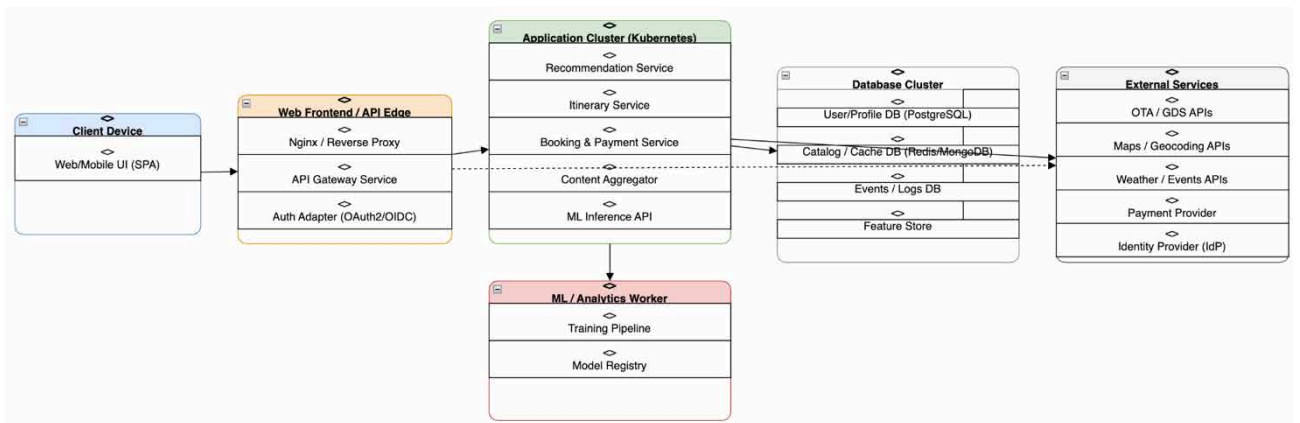 Client Device
Web/Mobile UI (SPA)
Web Frontend / API Edge
Nginx / Reverse Proxy
API Gateway Service
Auth Adapter (OAuth2/OIDC)
Application Cluster (Kubernetes)
Recommendation Service
Itinerary Service
Booking & Payment Service
Content Aggregator
ML Inference API
ML / Analytics Worker
Training Pipeline
Model Registry
Database Cluster
User/Profile DB (PostgreSQL)
Catalog / Cache DB (Redis/MongoDB)
Events / Logs DB
Feature Store
External Services
OTA / GDS APIs
Maps / Geocoding APIs
Weather / Events APIs
Payment Provider
Identity Provider (IdP)